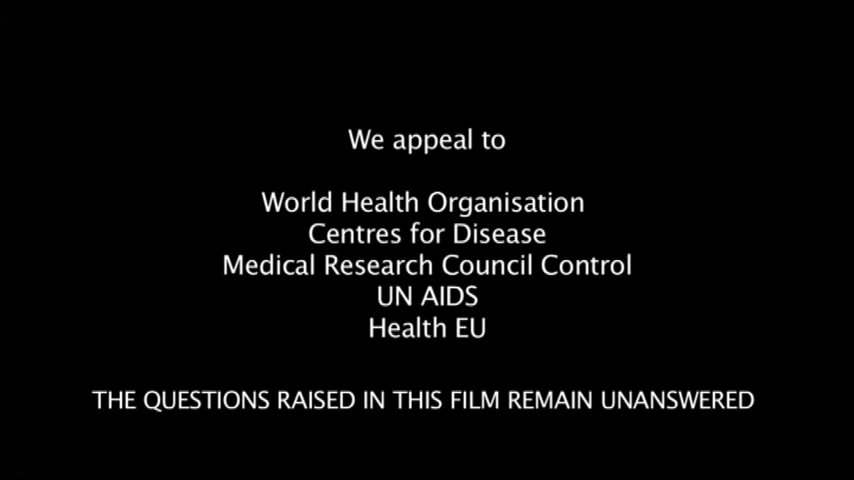 We appeal to
World Health Organisation
Centres for Disease
Medical Research Council Control
UN AIDS
Health EU
THE QUESTIONS RAISED IN THIS FILM REMAIN UNANSWERED